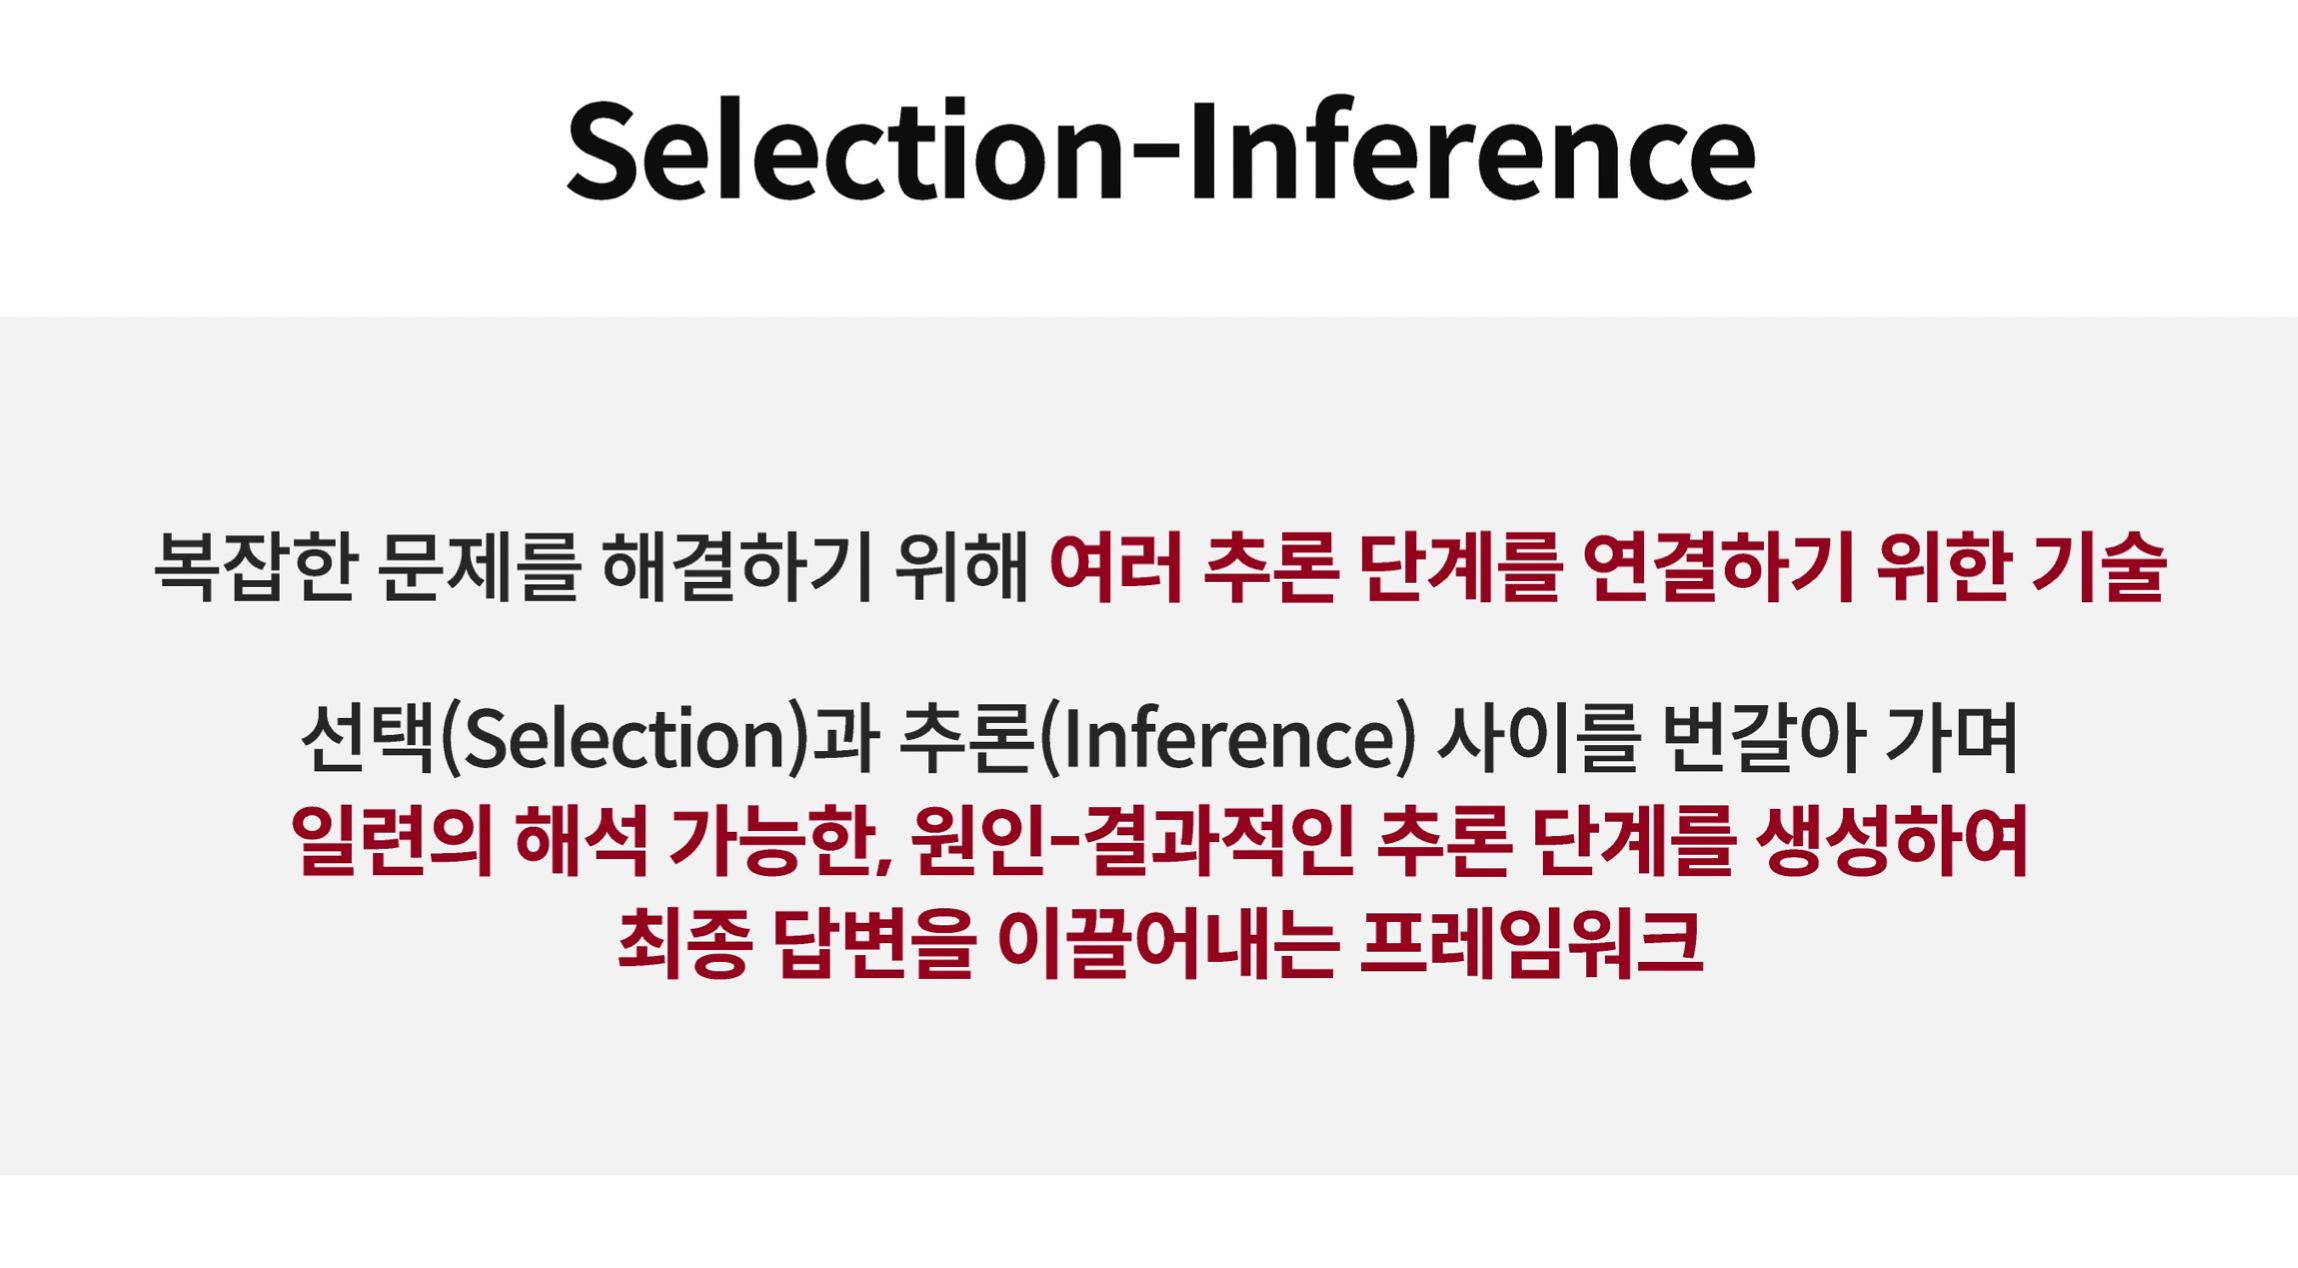 Selection-Inference
복잡한 문제를 해결하기 위해 여러 추론 단계를 연결하기 위한 기술
선택(Selection)과 추론(Inference) 사이를 번갈아 가며
일련의 해석 가능한, 원인-결과적인 추론 단계를 생성하여
최종 답변을 이끌어내는 프레임워크